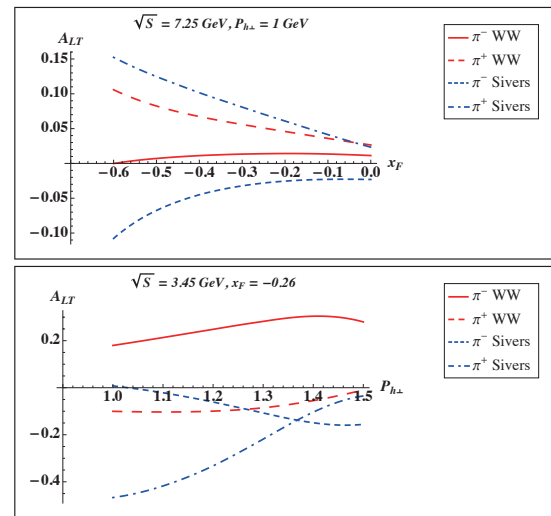 √S = 7.25 GeV, P_h⊥ = 1 GeV
A_LT
0.15
0.10
0.05
0.00
−0.05
−0.10
−0.6 −0.5 −0.4 −0.3 −0.2 −0.1 0.0 x_F
π⁻ WW
π⁺ WW
π⁻ Sivers
π⁺ Sivers
√S = 3.45 GeV, x_F = −0.26
A_LT
0.2
−0.2
−0.4
1.0 1.1 1.2 1.3 1.4 1.5
P_h⊥
π⁻ WW
π⁺ WW
π⁻ Sivers
π⁺ Sivers